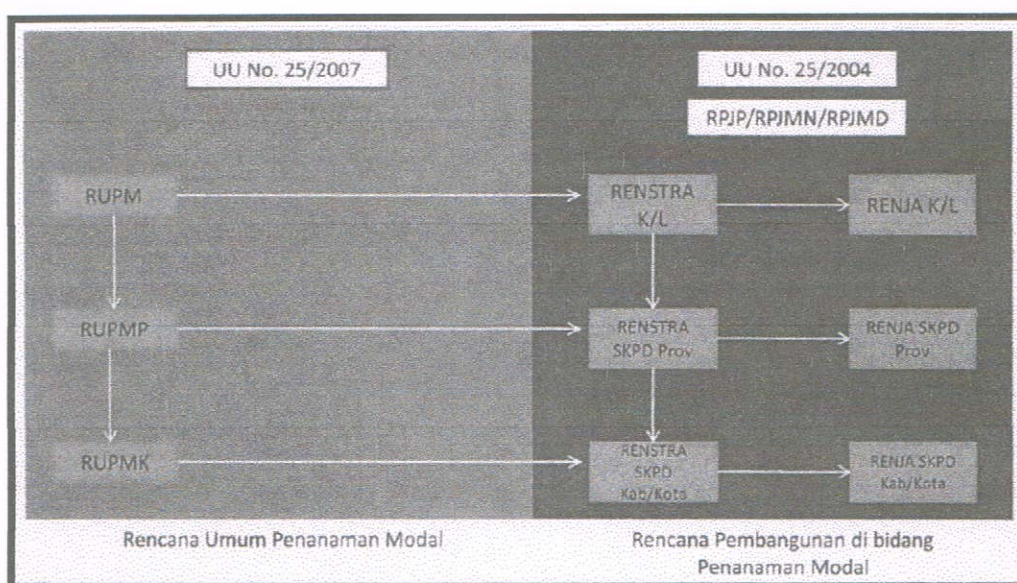 UU No. 25/2007
UU No. 25/2004
RPJP/RPJMN/RPJMD
RUPM
RENSTRA
K/L
RENJA K/L
RUPMP
RENSTRA
SKPD Prov
RENJA SKPD
Prov
RUPMK
RENSTRA
SKPD
Kab/Kota
RENJA SKPD
Kab/Kota
Rencana Umum Penanaman Modal
Rencana Pembangunan di bidang
Penanaman Modal